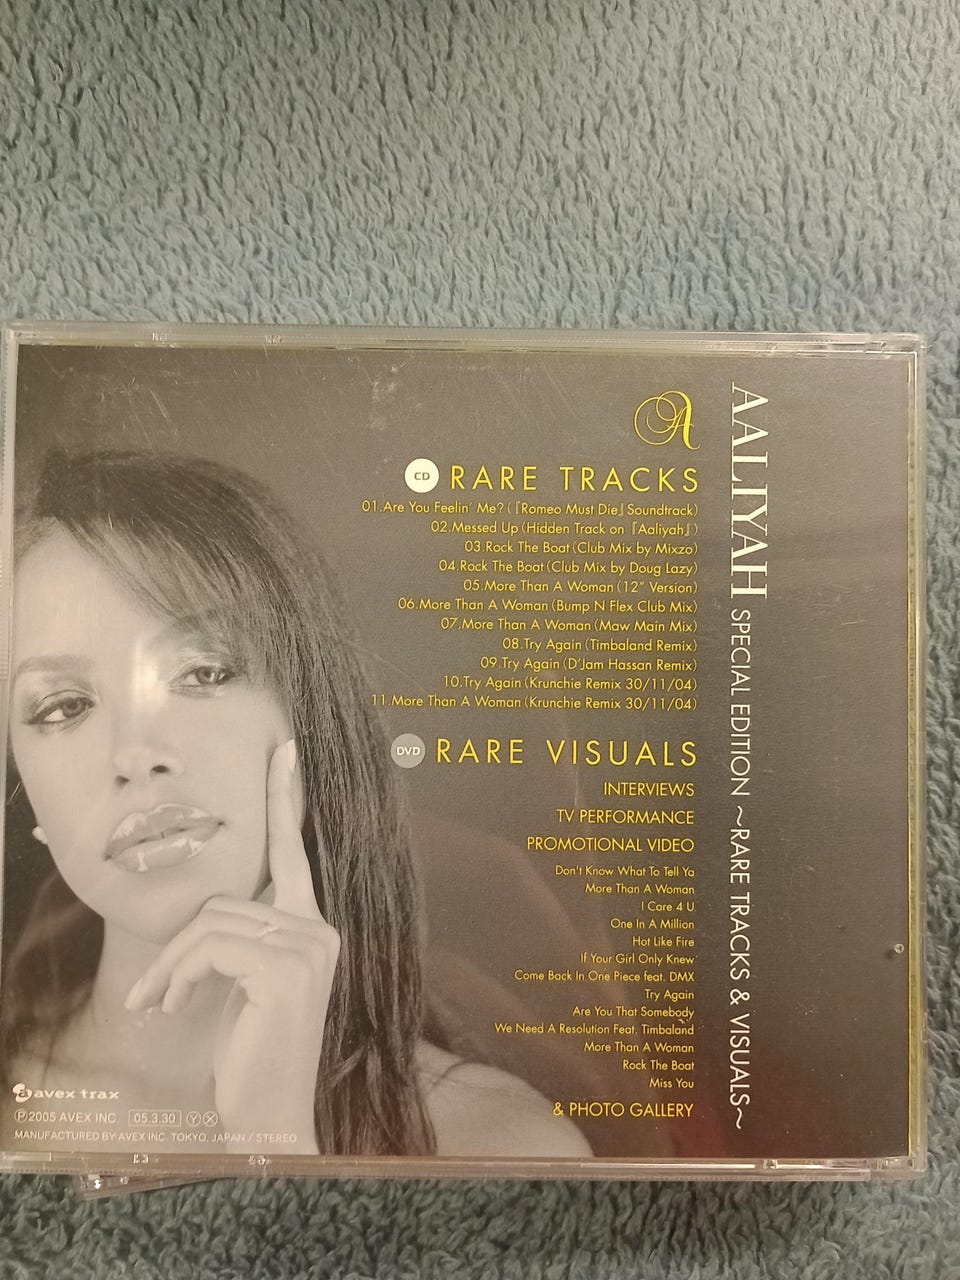 A
CD RARE TRACKS
01.Are You Feelin' Me?(『Romeo Must Die』Soundtrack)
02.Messed Up(Hidden Track on『Aaliyah』)
03.Rock The Boat(Club Mix by Mixzo)
04.Rock The Boat(Club Mix by Doug Lazy)
05.More Than A Woman(12" Version)
06.More Than A Woman(Bump N Flex Club Mix)
07.More Than A Woman(Maw Main Mix)
08.Try Again(Timbaland Remix)
09.Try Again(D'Jam Hassan Remix)
10.Try Again(Krunchie Remix 30/11/04)
11.More Than A Woman(Krunchie Remix 30/11/04)
DVD RARE VISUALS
INTERVIEWS
TV PERFORMANCE
PROMOTIONAL VIDEO
Don't Know What To Tell Ya
More Than A Woman
I Care 4 U
One In A Million
Hot Like Fire
If Your Girl Only Knew
Come Back In One Piece feat. DMX
Try Again
Are You That Somebody
We Need A Resolution Feat. Timbaland
More Than A Woman
Rock The Boat
Miss You
& PHOTO GALLERY
AALIYAH SPECIAL EDITION ~RARE TRACKS & VISUALS~
a avex trax
Ⓟ2005 AVEX INC. 05.3.30 Ⓨ Ⓧ
MANUFACTURED BY AVEX INC. TOKYO, JAPAN / STEREO